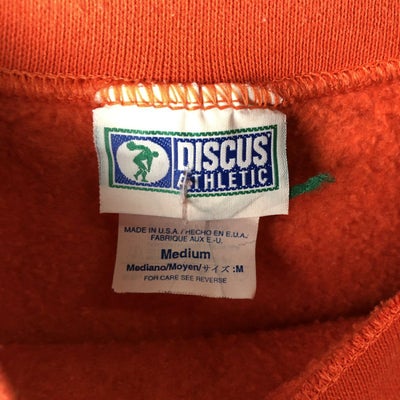 DISCUS
ATHLETIC
MADE IN U.S.A. / HECHO EN E.U.A.
FABRIQUE AUX E.-U.
Medium
Mediano/Moyen/サイズ :M
FOR CARE SEE REVERSE